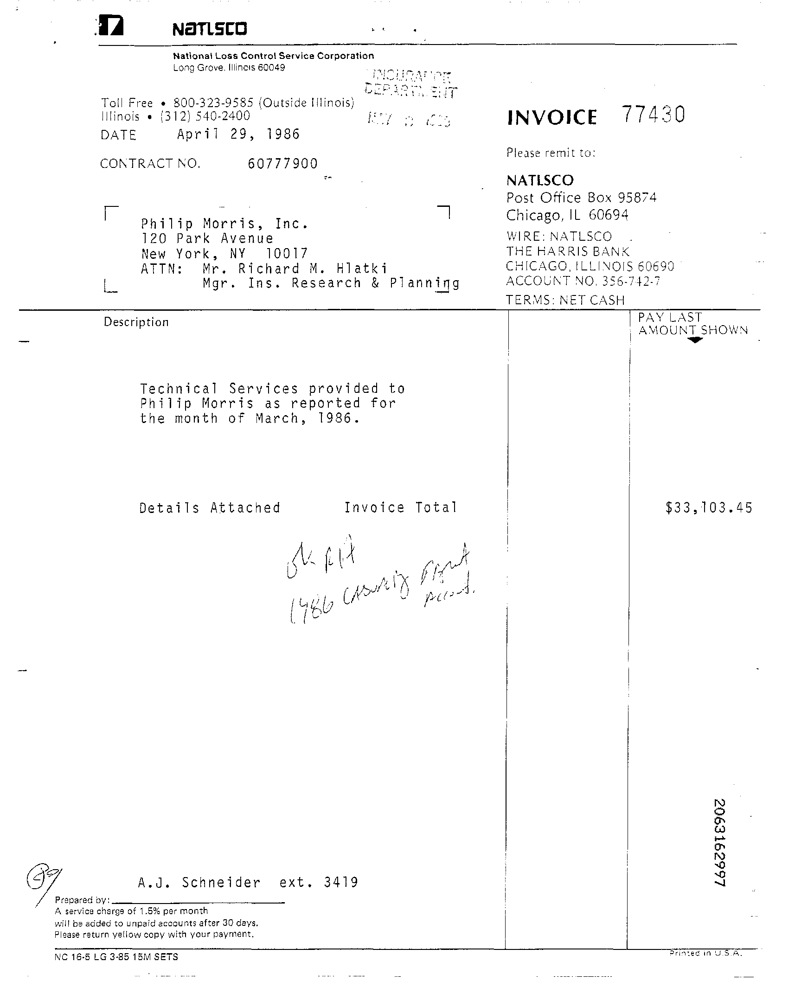 NATLSCO
National Loss Control Service Corporation
Long Grove, Illinois 60049
INSURANCE
DEPARTMENT
Toll Free • 800-323-9585 (Outside Illinois)
Illinois • (312) 540-2400
DATE April 29, 1986
INVOICE 77430
CONTRACT NO. 60777900
Please remit to:
NATLSCO
Post Office Box 95874
Chicago, IL 60694
WIRE: NATLSCO
THE HARRIS BANK
CHICAGO, ILLINOIS 60690
ACCOUNT NO. 356-742-7
TERMS: NET CASH
Philip Morris, Inc.
120 Park Avenue
New York, NY 10017
ATTN: Mr. Richard M. Hlatki
Mgr. Ins. Research & Planning
Description
PAY LAST
AMOUNT SHOWN
Technical Services provided to
Philip Morris as reported for
the month of March, 1986.
Details Attached Invoice Total $33,103.45
ok
1986 Casualty
2063162997
A.J. Schneider ext. 3419
Prepared by:
A service charge of 1.5% per month
will be added to unpaid accounts after 30 days.
Please return yellow copy with your payment.
NC 16-5 LG 3-85 15M SETS
Printed in U.S.A.